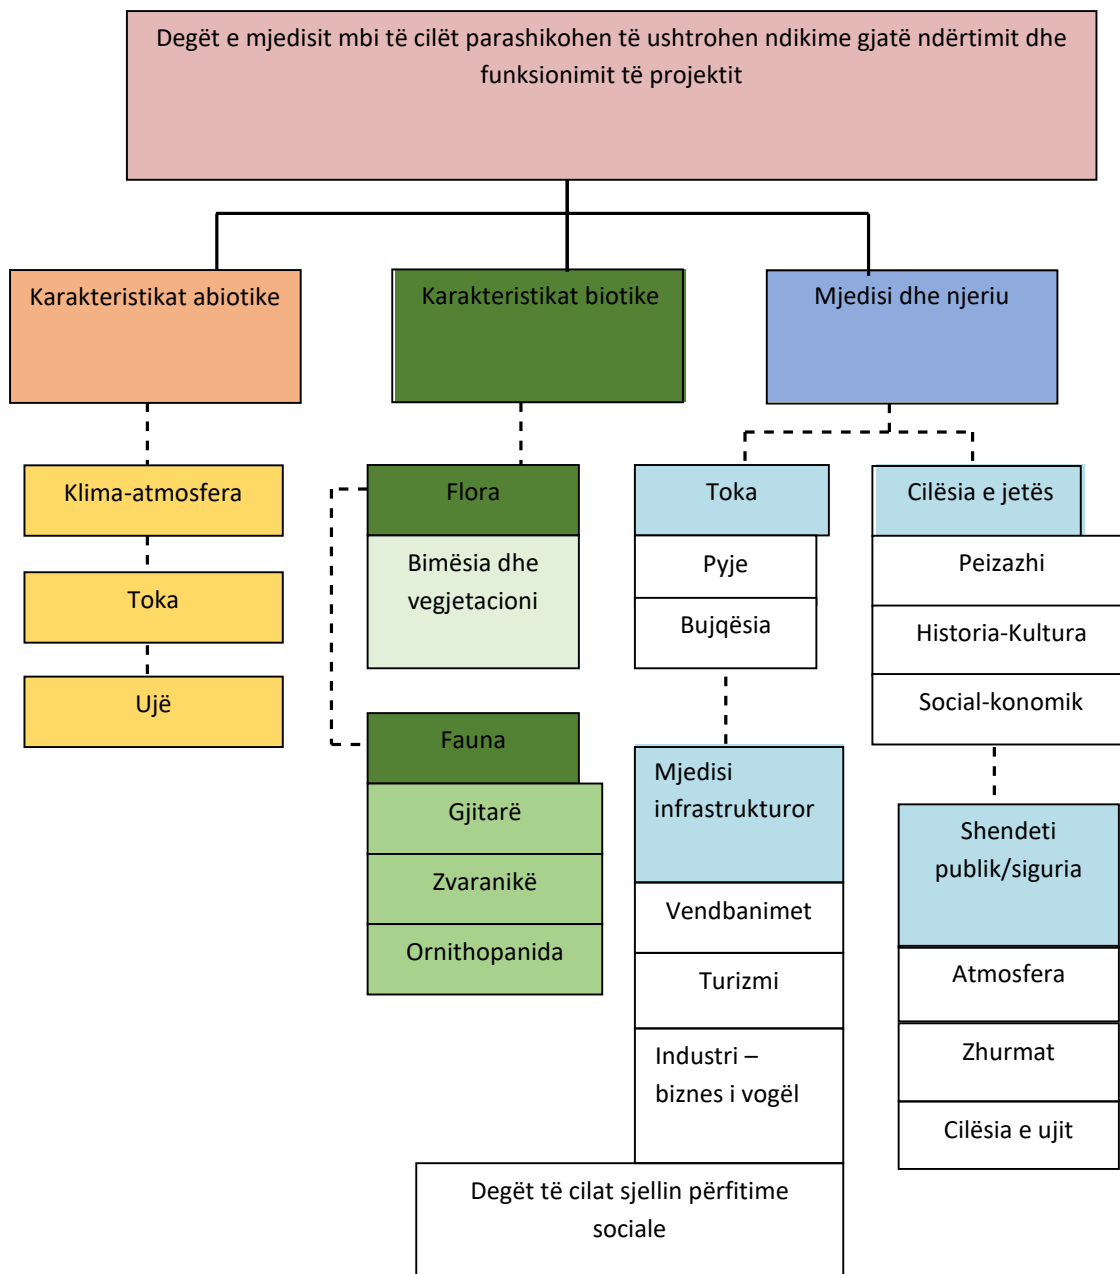 Degët e mjedisit mbi të cilët parashikohen të ushtrohen ndikime gjatë ndërtimit dhe
funksionimit të projektit
Karakteristikat abiotike
Karakteristikat biotike
Mjedisi dhe njeriu
Klima-atmosfera
Toka
Ujë
Flora
Bimësia dhe
vegjetacioni
Fauna
Gjitarë
Zvaranikë
Ornithopanida
Toka
Pyje
Bujqësia
Mjedisi
infrastrukturor
Vendbanimet
Turizmi
Industri –
biznes i vogël
Degët të cilat sjellin përfitime
sociale
Cilësia e jetës
Peizazhi
Historia-Kultura
Social-konomik
Shendeti
publik/siguria
Atmosfera
Zhurmat
Cilësia e ujit